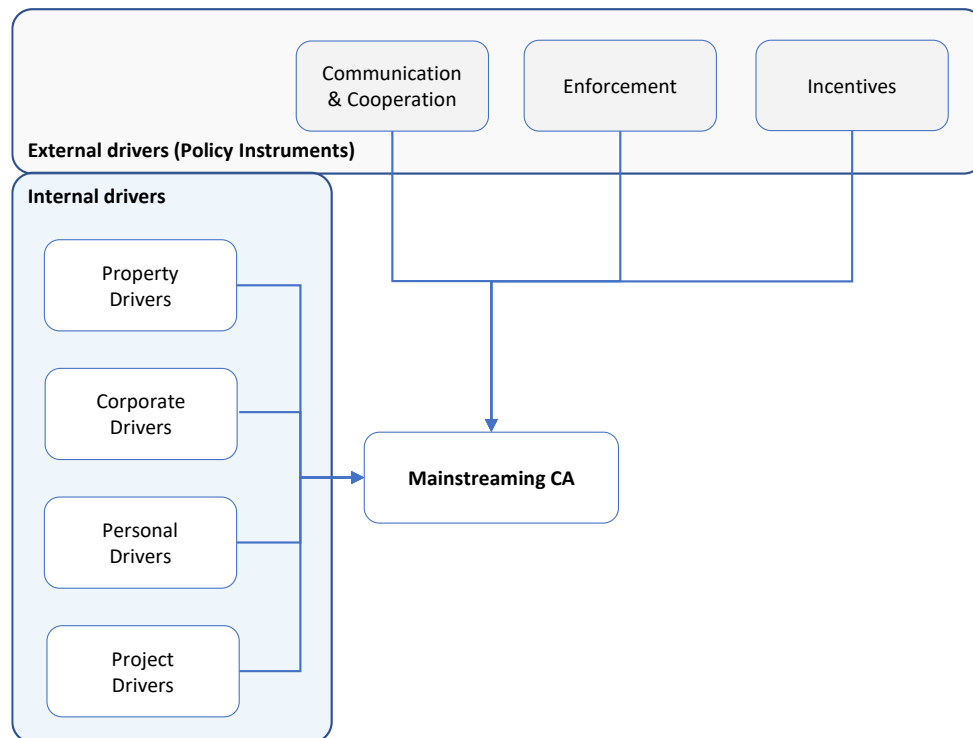 Communication
& Cooperation
Enforcement
Incentives
External drivers (Policy Instruments)
Internal drivers
Property
Drivers
Corporate
Drivers
Mainstreaming CA
Personal
Drivers
Project
Drivers